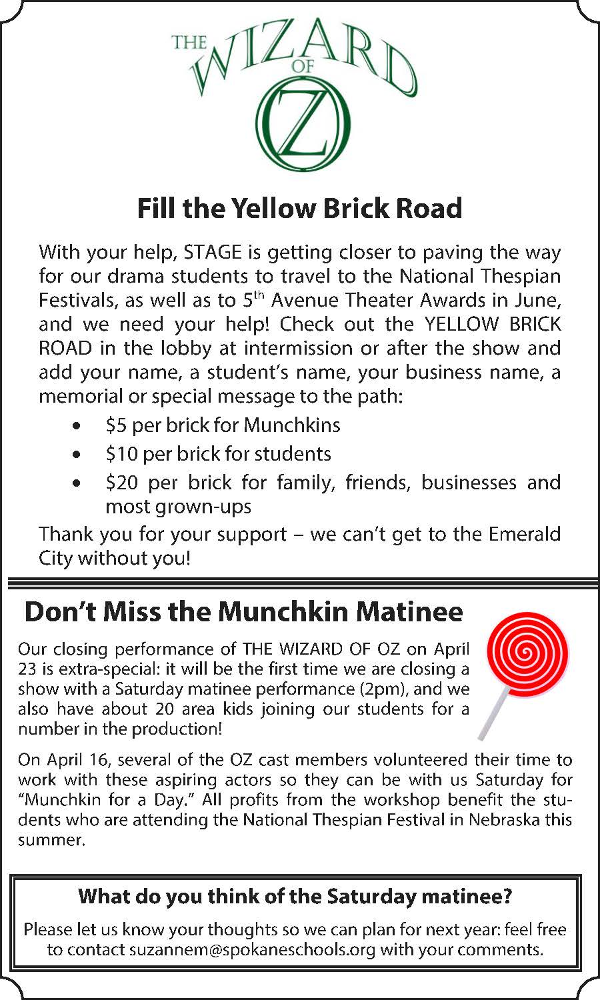 THE WIZARD
OF
OZ
Fill the Yellow Brick Road
With your help, STAGE is getting closer to paving the way
for our drama students to travel to the National Thespian
Festivals, as well as to 5th Avenue Theater Awards in June,
and we need your help! Check out the YELLOW BRICK
ROAD in the lobby at intermission or after the show and
add your name, a student’s name, your business name, a
memorial or special message to the path:
• $5 per brick for Munchkins
• $10 per brick for students
• $20 per brick for family, friends, businesses and
most grown-ups
Thank you for your support – we can’t get to the Emerald
City without you!
Don’t Miss the Munchkin Matinee
Our closing performance of THE WIZARD OF OZ on April
23 is extra-special: it will be the first time we are closing a
show with a Saturday matinee performance (2pm), and we
also have about 20 area kids joining our students for a
number in the production!
On April 16, several of the OZ cast members volunteered their time to
work with these aspiring actors so they can be with us Saturday for
“Munchkin for a Day.” All profits from the workshop benefit the stu-
dents who are attending the National Thespian Festival in Nebraska this
summer.
What do you think of the Saturday matinee?
Please let us know your thoughts so we can plan for next year: feel free
to contact suzannem@spokaneschools.org with your comments.